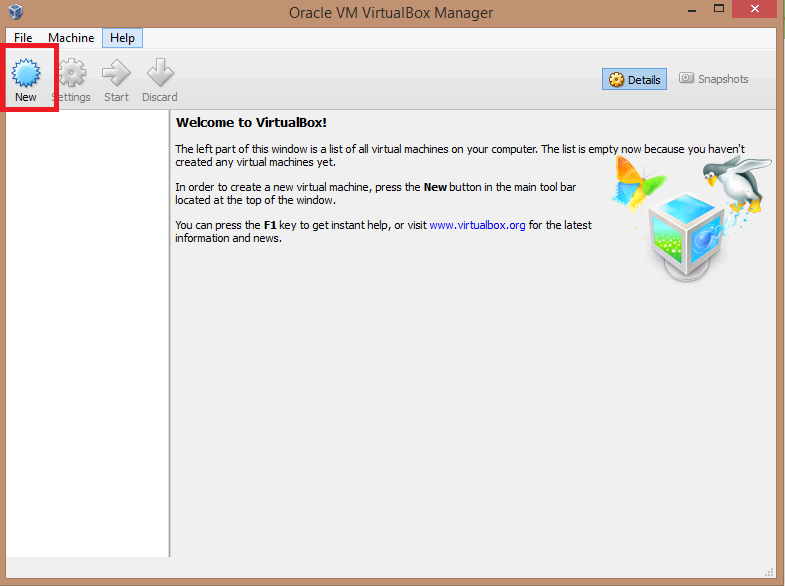 Oracle VM VirtualBox Manager
File Machine Help
New Settings Start Discard
Details Snapshots
Welcome to VirtualBox!
The left part of this window is a list of all virtual machines on your computer. The list is empty now because you haven't
created any virtual machines yet.
In order to create a new virtual machine, press the New button in the main tool bar
located at the top of the window.
You can press the F1 key to get instant help, or visit www.virtualbox.org for the latest
information and news.